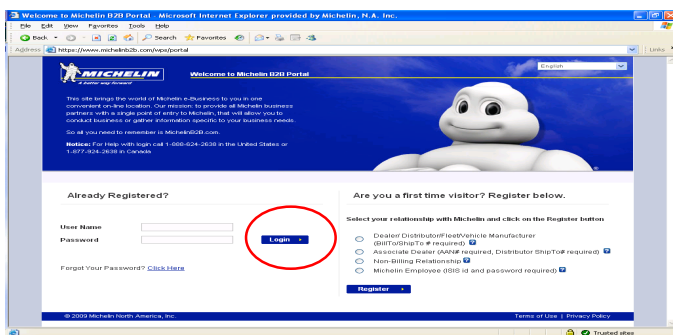 Welcome to Michelin B2B Portal - Microsoft Internet Explorer provided by Michelin, N.A. Inc.
File Edit View Favorites Tools Help
Back Search Favorites
Address https://www.michelinb2b.com/wps/portal Links
MICHELIN
A better way forward
Welcome to Michelin B2B Portal
English
This site brings the world of Michelin e-Business to you in one
convenient on-line location. Our mission: to provide all Michelin business
partners with a single point of entry to Michelin, that will allow you to
conduct business or gather information specific to your business needs.
So all you need to remember is MichelinB2B.com.
Notice: For Help with login call 1-888-624-2638 in the United States or
1-877-924-2638 in Canada
Already Registered?
User Name
Password
Login
Forgot Your Password? Click Here
Are you a first time visitor? Register below.
Select your relationship with Michelin and click on the Register button
Dealer/Distributor/Fleet/Vehicle Manufacturer
(BillTo/ShipTo # required) ?
Associate Dealer (AAN# required, Distributor ShipTo# required) ?
Non-Billing Relationship ?
Michelin Employee (ISIS id and password required) ?
Register
© 2009 Michelin North America, Inc.
Terms of Use | Privacy Policy
Trusted sites